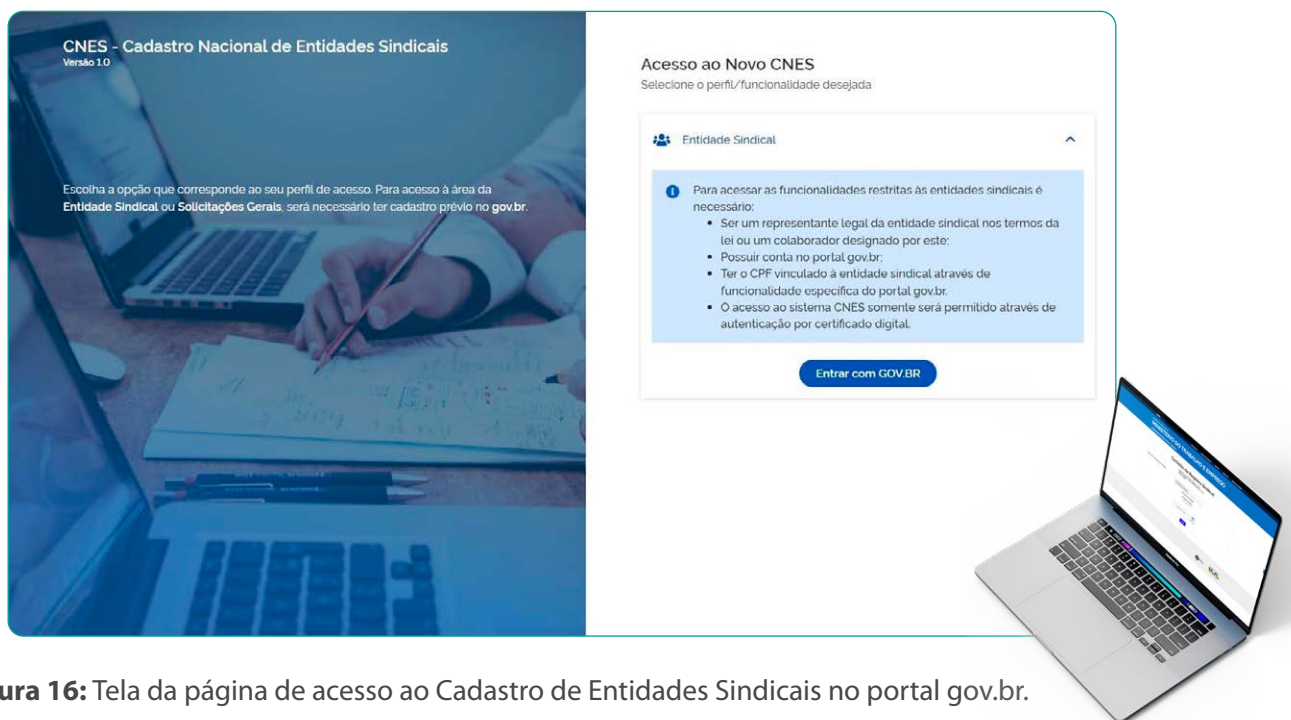 CNES - Cadastro Nacional de Entidades Sindicais
Versão 1.0
Escolha a opção que corresponde ao seu perfil de acesso. Para acesso à área da
Entidade Sindical ou Solicitações Gerais, será necessário ter cadastro prévio no gov.br.
Acesso ao Novo CNES
Selecione o perfil/funcionalidade desejada
Entidade Sindical
Para acessar as funcionalidades restritas às entidades sindicais é
necessário:
• Ser um representante legal da entidade sindical nos termos da
lei ou um colaborador designado por este;
• Possuir conta no portal gov.br;
• Ter o CPF vinculado à entidade sindical através de
funcionalidade específica do portal gov.br.
• O acesso ao sistema CNES somente será permitido através de
autenticação por certificado digital.
Entrar com GOV.BR
MINISTÉRIO DO TRABALHO E EMPREGO
ura 16: Tela da página de acesso ao Cadastro de Entidades Sindicais no portal gov.br.